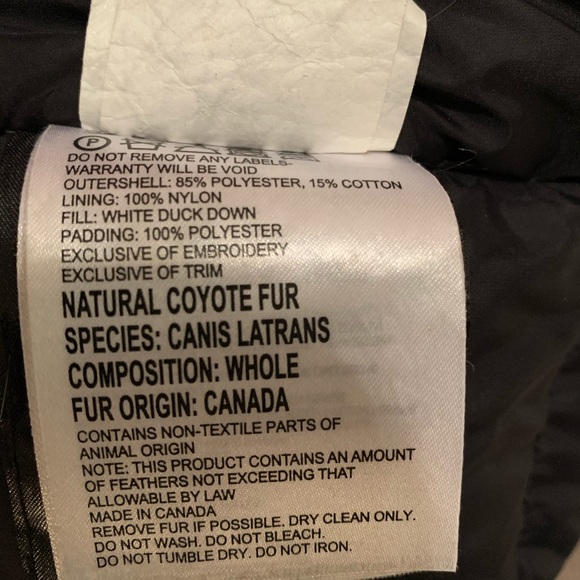 P
DO NOT REMOVE ANY LABELS-
WARRANTY WILL BE VOID
OUTERSHELL: 85% POLYESTER, 15% COTTON
LINING: 100% NYLON
FILL: WHITE DUCK DOWN
PADDING: 100% POLYESTER
EXCLUSIVE OF EMBROIDERY
EXCLUSIVE OF TRIM
NATURAL COYOTE FUR
SPECIES: CANIS LATRANS
COMPOSITION: WHOLE
FUR ORIGIN: CANADA
CONTAINS NON-TEXTILE PARTS OF
ANIMAL ORIGIN
NOTE: THIS PRODUCT CONTAINS AN AMOUNT
OF FEATHERS NOT EXCEEDING THAT
ALLOWABLE BY LAW
MADE IN CANADA
REMOVE FUR IF POSSIBLE. DRY CLEAN ONLY.
DO NOT WASH. DO NOT BLEACH.
DO NOT TUMBLE DRY. DO NOT IRON.